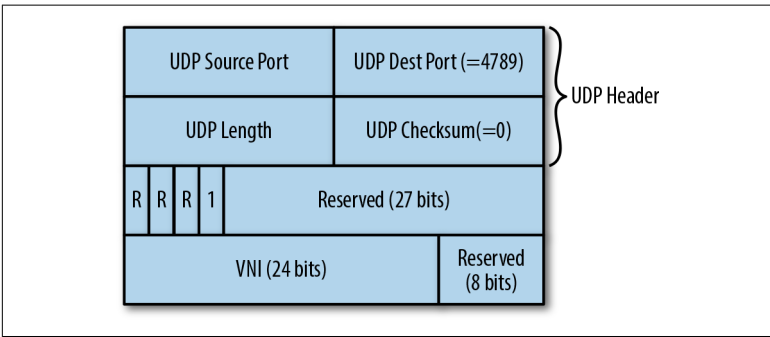 UDP Source Port
UDP Dest Port (=4789)
UDP Header
UDP Length
UDP Checksum(=0)
R
R
R
1
Reserved (27 bits)
VNI (24 bits)
Reserved
(8 bits)